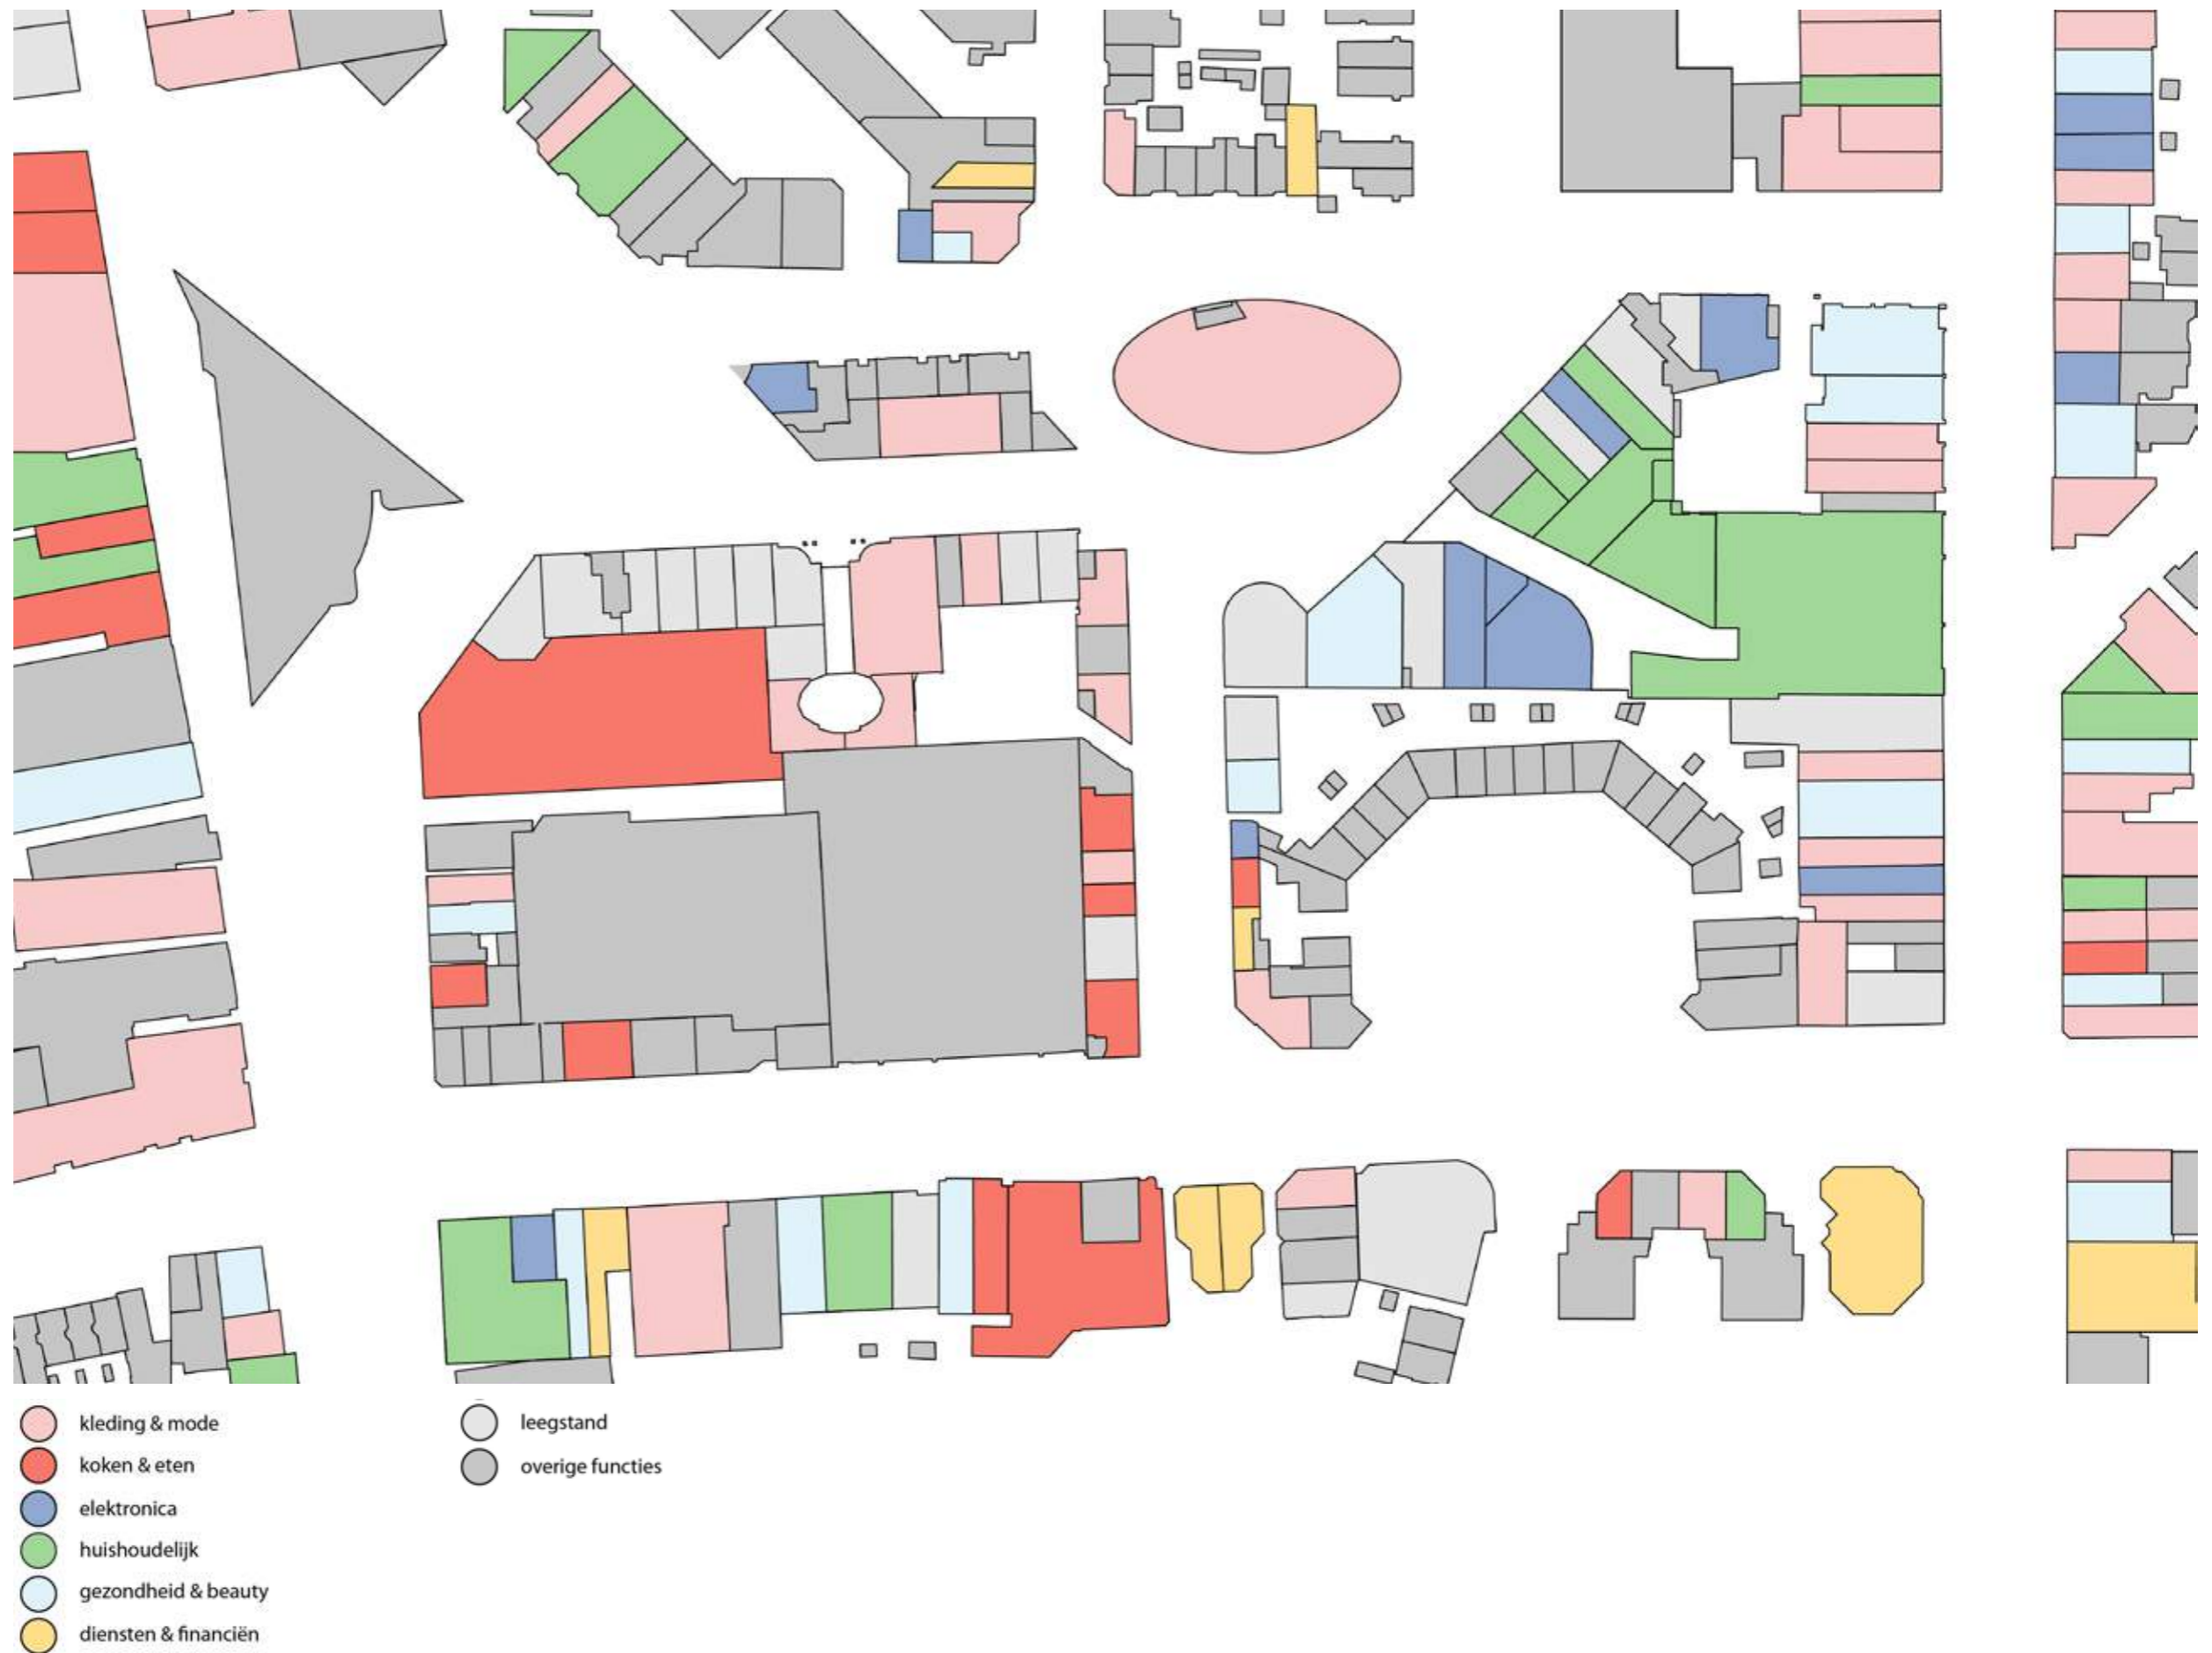 kleding & mode
koken & eten
elektronica
huishoudelijk
gezondheid & beauty
diensten & financiën
leegstand
overige functies